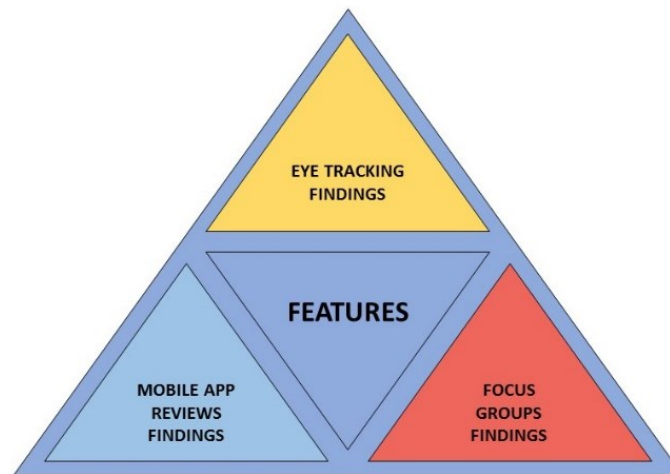 EYE TRACKING
FINDINGS
FEATURES
MOBILE APP
REVIEWS
FINDINGS
FOCUS
GROUPS
FINDINGS